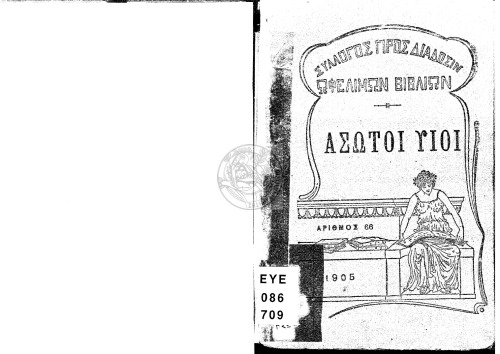 ΣΥΛΛΟΓΟΣ ΠΡΟΣ ΔΙΑΔΟΣΙΝ
ΩΦΕΛΙΜΩΝ ΒΙΒΛΙΩΝ
ΑΣΩΤΟΙ ΥΙΟΙ
ΑΡΙΘΜΟΣ 66
1905
ΕΥΕ
086
709